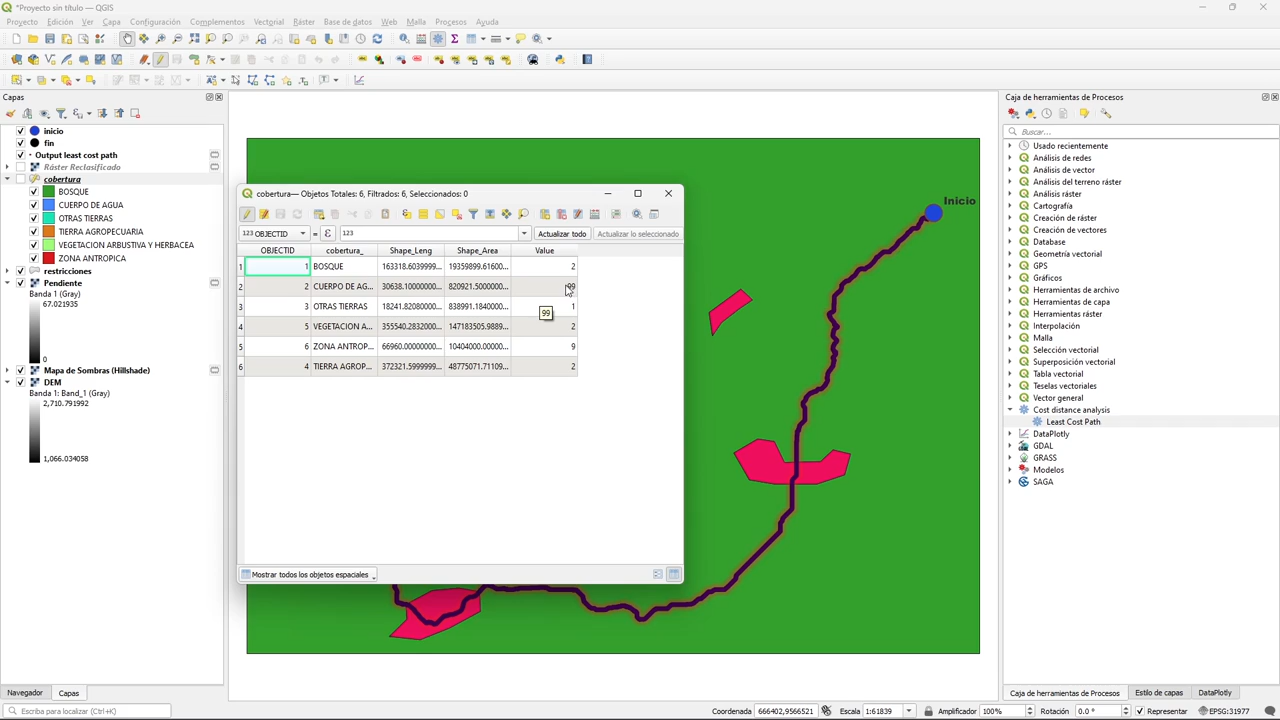 *Proyecto sin título — QGIS
Proyecto Edición Ver Capa Configuración Complementos Vectorial Ráster Base de datos Web Malla Procesos Ayuda
Capas
inicio
fin
Output least cost path
Ráster Reclasificado
cobertura
BOSQUE
CUERPO DE AGUA
OTRAS TIERRAS
TIERRA AGROPECUARIA
VEGETACION ARBUSTIVA Y HERBACEA
ZONA ANTROPICA
restricciones
Pendiente
Banda 1 (Gray)
67.021935
0
Mapa de Sombras (Hillshade)
DEM
Banda 1: Band_1 (Gray)
2,710.791992
1,066.034058
Navegador Capas
Escriba para localizar (Ctrl+K)
Inicio
cobertura— Objetos Totales: 6, Filtrados: 6, Seleccionados: 0
123 OBJECTID = ε 123 Actualizar todo Actualizar lo seleccionado
OBJECTID cobertura_ Shape_Leng Shape_Area Value
1 1 BOSQUE 163318.6039999... 19359899.61600... 2
2 2 CUERPO DE AG... 30638.10000000... 820921.5000000... 99
3 3 OTRAS TIERRAS 18241.82080000... 838991.1840000... 1
4 5 VEGETACION A... 355540.2832000... 147183505.9889... 2
5 6 ZONA ANTROP... 66960.00000000... 10404000.00000... 9
6 4 TIERRA AGROP... 372321.5999999... 48775071.71109... 2
99
Mostrar todos los objetos espaciales
Caja de herramientas de Procesos
Buscar...
Usado recientemente
Análisis de redes
Análisis de vector
Análisis del terreno ráster
Análisis ráster
Cartografía
Creación de ráster
Creación de vectores
Database
Geometría vectorial
GPS
Gráficos
Herramientas de archivo
Herramientas de capa
Herramientas ráster
Interpolación
Malla
Selección vectorial
Superposición vectorial
Tabla vectorial
Teselas vectoriales
Vector general
Cost distance analysis
Least Cost Path
DataPlotly
GDAL
GRASS
Modelos
SAGA
Caja de herramientas de Procesos Estilo de capas DataPlotly
Coordenada 666402,9566521 Escala 1:61839 Amplificador 100% Rotación 0.0 ° Representar EPSG:31977